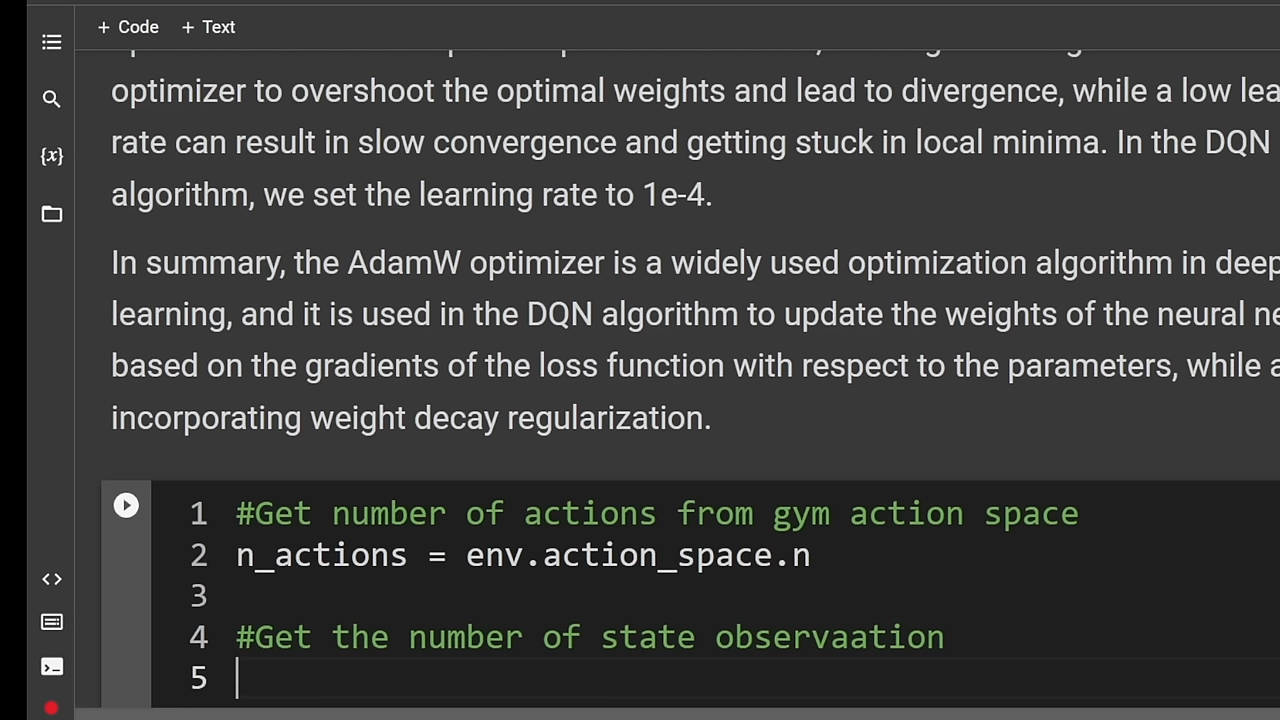 + Code + Text
optimizer to overshoot the optimal weights and lead to divergence, while a low lea
rate can result in slow convergence and getting stuck in local minima. In the DQN
algorithm, we set the learning rate to 1e-4.
In summary, the AdamW optimizer is a widely used optimization algorithm in deep
learning, and it is used in the DQN algorithm to update the weights of the neural ne
based on the gradients of the loss function with respect to the parameters, while a
incorporating weight decay regularization.
1 #Get number of actions from gym action space
2 n_actions = env.action_space.n
3
4 #Get the number of state observaation
5